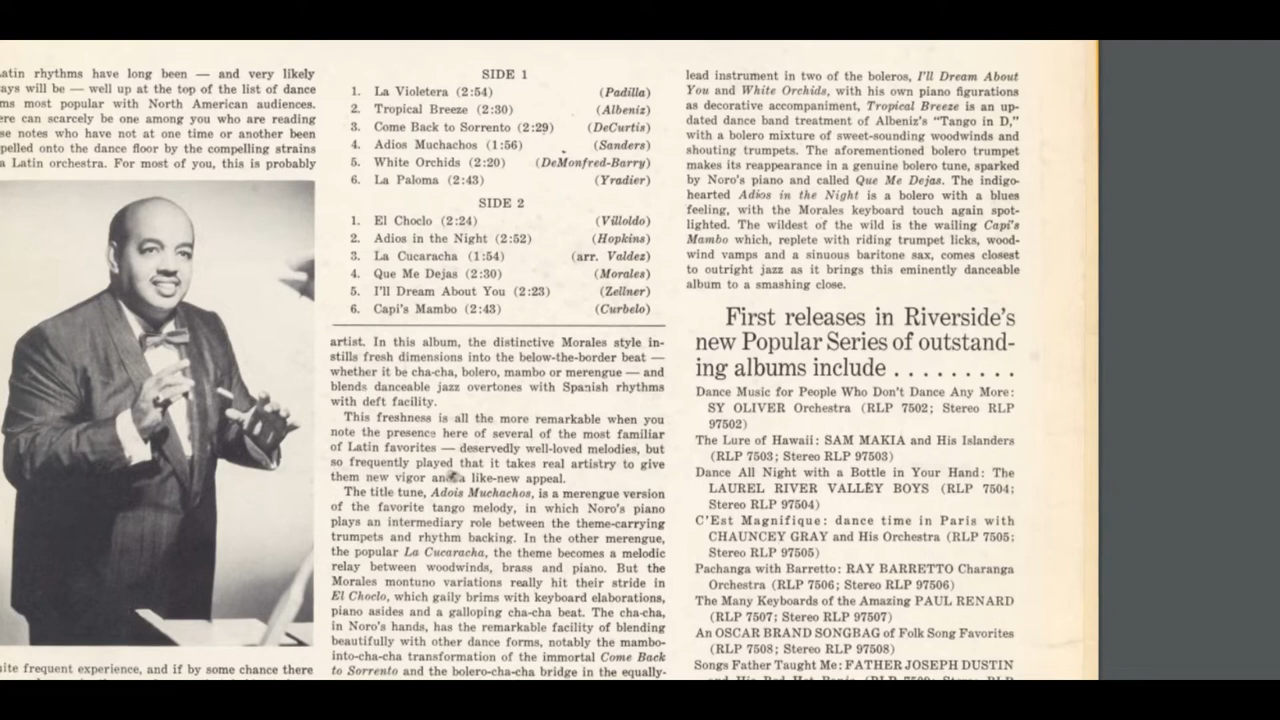 Latin rhythms have long been — and very likely
ways will be — well up at the top of the list of dance
ms most popular with North American audiences.
ere can scarcely be one among you who are reading
se notes who have not at one time or another been
pelled onto the dance floor by the compelling strains
a Latin orchestra. For most of you, this is probably
ite frequent experience, and if by some chance there
SIDE 1
1. La Violetera (2:54) (Padilla)
2. Tropical Breeze (2:30) (Albeniz)
3. Come Back to Sorrento (2:29) (DeCurtis)
4. Adios Muchachos (1:56) (Sanders)
5. White Orchids (2:20) (DeMonfred-Barry)
6. La Paloma (2:43) (Yradier)
SIDE 2
1. El Choclo (2:24) (Villoldo)
2. Adios in the Night (2:52) (Hopkins)
3. La Cucaracha (1:54) (arr. Valdez)
4. Que Me Dejas (2:30) (Morales)
5. I'll Dream About You (2:23) (Zellner)
6. Capi's Mambo (2:43) (Curbelo)
artist. In this album, the distinctive Morales style in-
stills fresh dimensions into the below-the-border beat —
whether it be cha-cha, bolero, mambo or merengue — and
blends danceable jazz overtones with Spanish rhythms
with deft facility.
This freshness is all the more remarkable when you
note the presence here of several of the most familiar
of Latin favorites — deservedly well-loved melodies, but
so frequently played that it takes real artistry to give
them new vigor and a like-new appeal.
The title tune, Adois Muchachos, is a merengue version
of the favorite tango melody, in which Noro's piano
plays an intermediary role between the theme-carrying
trumpets and rhythm backing. In the other merengue,
the popular La Cucaracha, the theme becomes a melodic
relay between woodwinds, brass and piano. But the
Morales montuno variations really hit their stride in
El Choclo, which gaily brims with keyboard elaborations,
piano asides and a galloping cha-cha beat. The cha-cha,
in Noro's hands, has the remarkable facility of blending
beautifully with other dance forms, notably the mambo-
into-cha-cha transformation of the immortal Come Back
to Sorrento and the bolero-cha-cha bridge in the equally-
lead instrument in two of the boleros, I'll Dream About
You and White Orchids, with his own piano figurations
as decorative accompaniment, Tropical Breeze is an up-
dated dance band treatment of Albeniz's "Tango in D,"
with a bolero mixture of sweet-sounding woodwinds and
shouting trumpets. The aforementioned bolero trumpet
makes its reappearance in a genuine bolero tune, sparked
by Noro's piano and called Que Me Dejas. The indigo-
hearted Adios in the Night is a bolero with a blues
feeling, with the Morales keyboard touch again spot-
lighted. The wildest of the wild is the wailing Capi's
Mambo which, replete with riding trumpet licks, wood-
wind vamps and a sinuous baritone sax, comes closest
to outright jazz as it brings this eminently danceable
album to a smashing close.
First releases in Riverside's
new Popular Series of outstand-
ing albums include . . . . . . . . .
Dance Music for People Who Don't Dance Any More:
SY OLIVER Orchestra (RLP 7502; Stereo RLP
97502)
The Lure of Hawaii: SAM MAKIA and His Islanders
(RLP 7503; Stereo RLP 97503)
Dance All Night with a Bottle in Your Hand: The
LAUREL RIVER VALLEY BOYS (RLP 7504;
Stereo RLP 97504)
C'Est Magnifique: dance time in Paris with
CHAUNCEY GRAY and His Orchestra (RLP 7505;
Stereo RLP 97505)
Pachanga with Barretto: RAY BARRETTO Charanga
Orchestra (RLP 7506; Stereo RLP 97506)
The Many Keyboards of the Amazing PAUL RENARD
(RLP 7507; Stereo RLP 97507)
An OSCAR BRAND SONGBAG of Folk Song Favorites
(RLP 7508; Stereo RLP 97508)
Songs Father Taught Me: FATHER JOSEPH DUSTIN